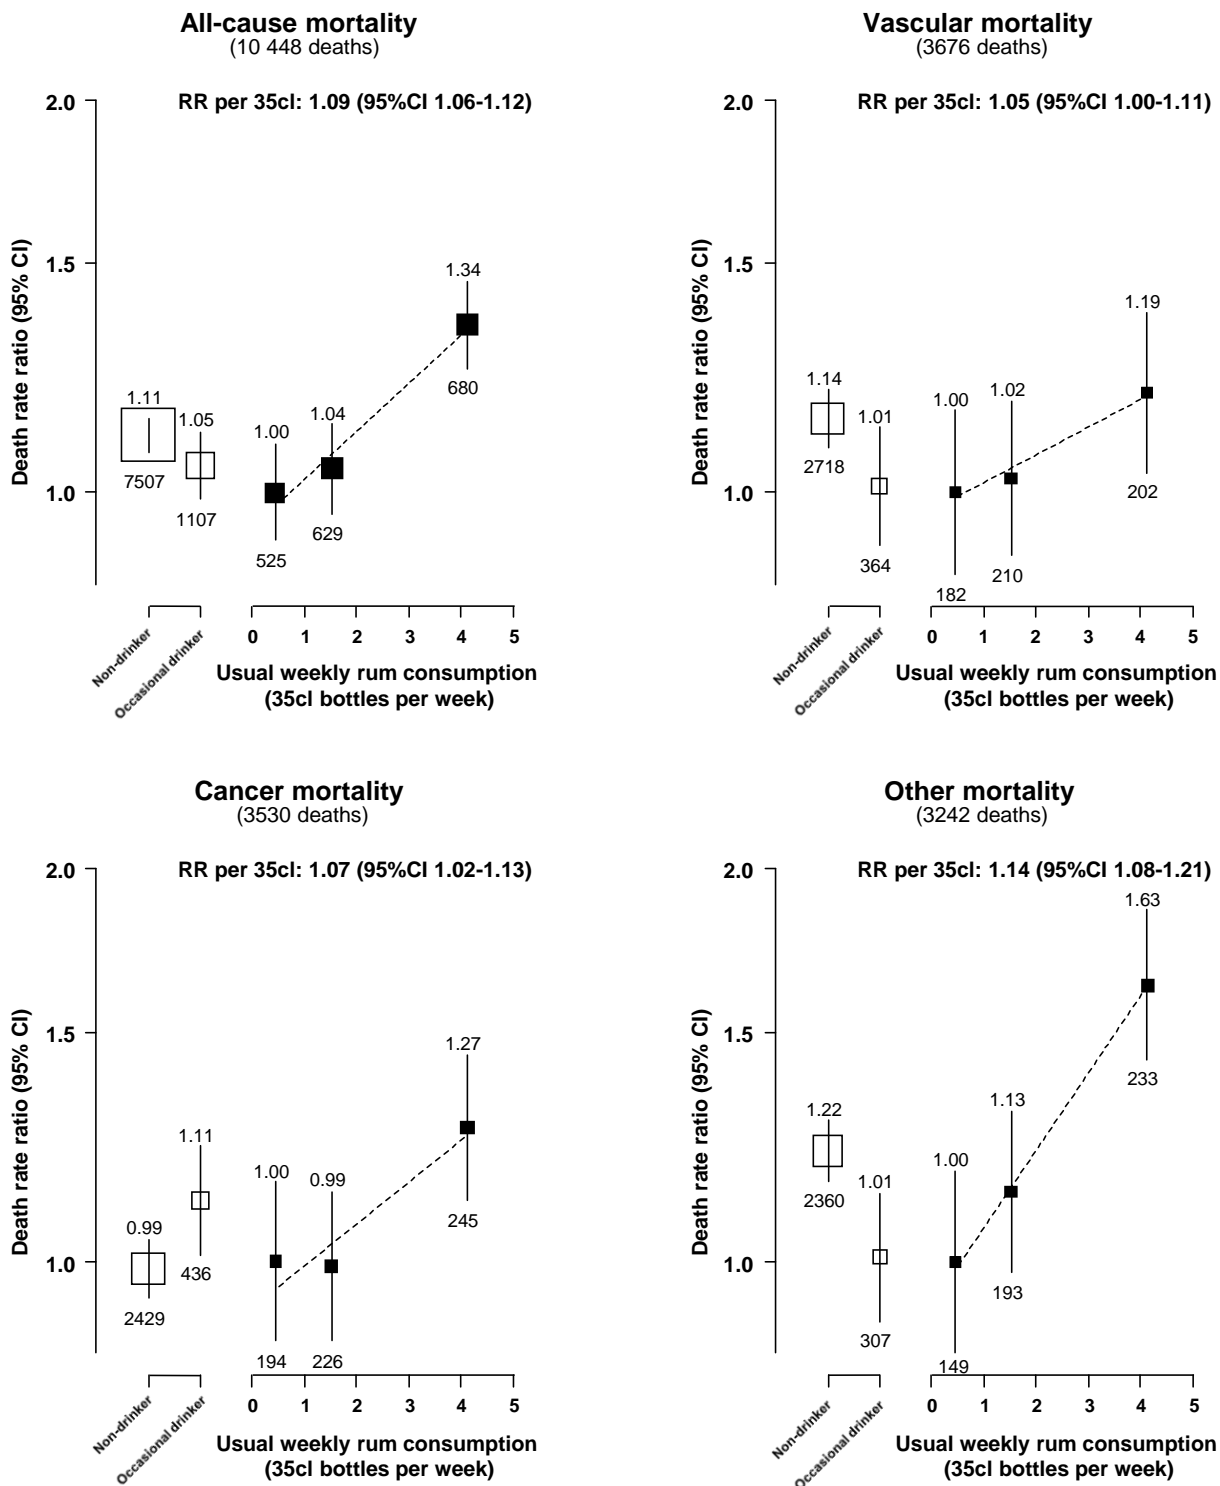 All-cause mortality
(10 448 deaths)
RR per 35cl: 1.09 (95%CI 1.06-1.12)
Death rate ratio (95% CI)
2.0
1.5
1.0
1.11
7507
1.05
1107
1.00
525
1.04
629
1.34
680
Non-drinker
Occasional drinker
0 1 2 3 4 5
Usual weekly rum consumption
(35cl bottles per week)
Vascular mortality
(3676 deaths)
RR per 35cl: 1.05 (95%CI 1.00-1.11)
Death rate ratio (95% CI)
2.0
1.5
1.0
1.14
2718
1.01
364
1.00
182
1.02
210
1.19
202
Non-drinker
Occasional drinker
0 1 2 3 4 5
Usual weekly rum consumption
(35cl bottles per week)
Cancer mortality
(3530 deaths)
RR per 35cl: 1.07 (95%CI 1.02-1.13)
Death rate ratio (95% CI)
2.0
1.5
1.0
0.99
2429
1.11
436
1.00
194
0.99
226
1.27
245
Non-drinker
Occasional drinker
0 1 2 3 4 5
Usual weekly rum consumption
(35cl bottles per week)
Other mortality
(3242 deaths)
RR per 35cl: 1.14 (95%CI 1.08-1.21)
Death rate ratio (95% CI)
2.0
1.5
1.0
1.22
2360
1.01
307
1.00
149
1.13
193
1.63
233
Non-drinker
Occasional drinker
0 1 2 3 4 5
Usual weekly rum consumption
(35cl bottles per week)